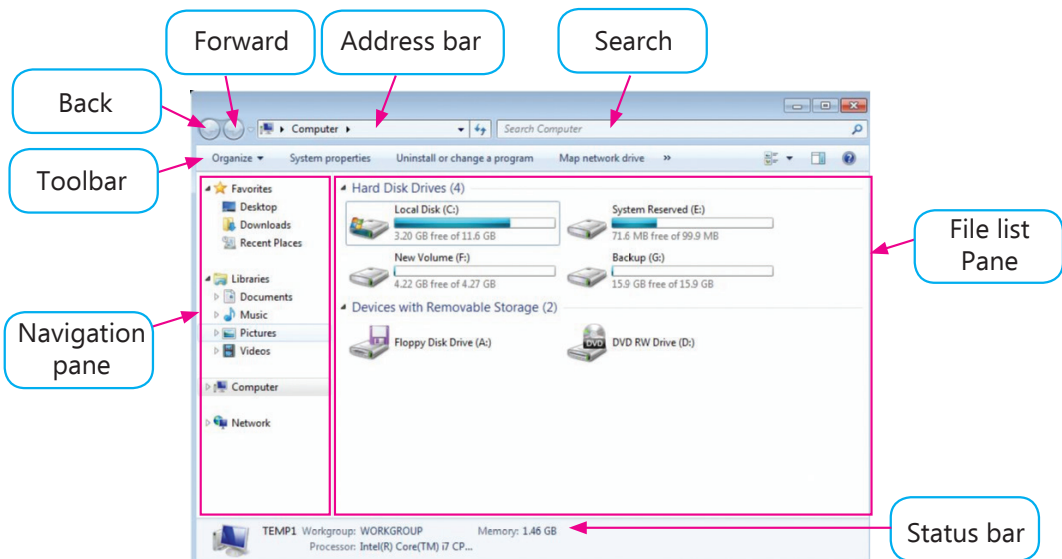 Forward
Address bar
Search
Back
Computer
Search Computer
Toolbar
Organize
System properties
Uninstall or change a program
Map network drive
»
Favorites
Desktop
Downloads
Recent Places
Libraries
Documents
Music
Pictures
Videos
Computer
Network
Navigation
pane
Hard Disk Drives (4)
Local Disk (C:)
3.20 GB free of 11.6 GB
System Reserved (E:)
71.6 MB free of 99.9 MB
New Volume (F:)
4.22 GB free of 4.27 GB
Backup (G:)
15.9 GB free of 15.9 GB
Devices with Removable Storage (2)
Floppy Disk Drive (A:)
DVD
DVD RW Drive (D:)
File list
Pane
TEMP1 Workgroup: WORKGROUP Memory: 1.46 GB
Processor: Intel(R) Core(TM) i7 CP...
Status bar